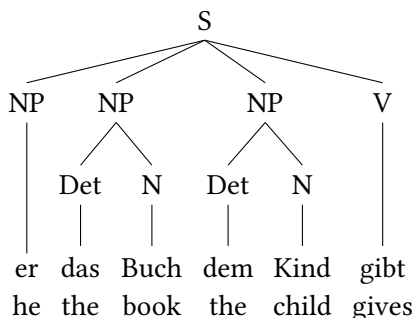 S
NP NP NP V
Det N Det N
er das Buch dem Kind gibt
he the book the child gives